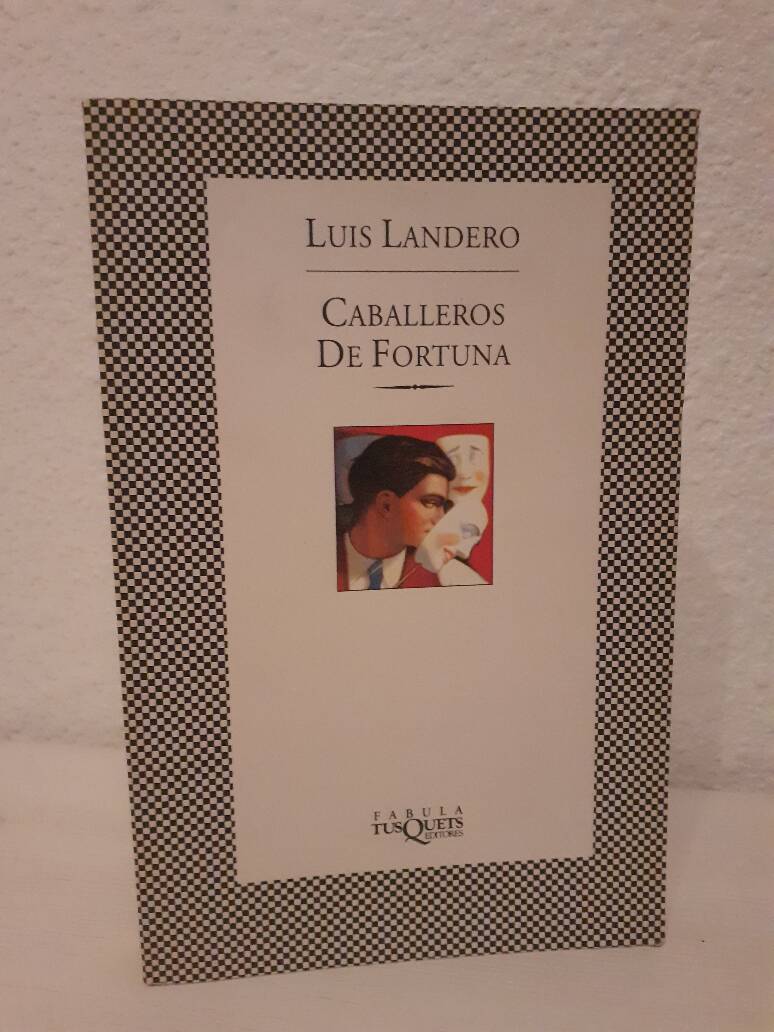 LUIS LANDERO
CABALLEROS
DE FORTUNA
FABULA
TUSQUETS
EDITORES